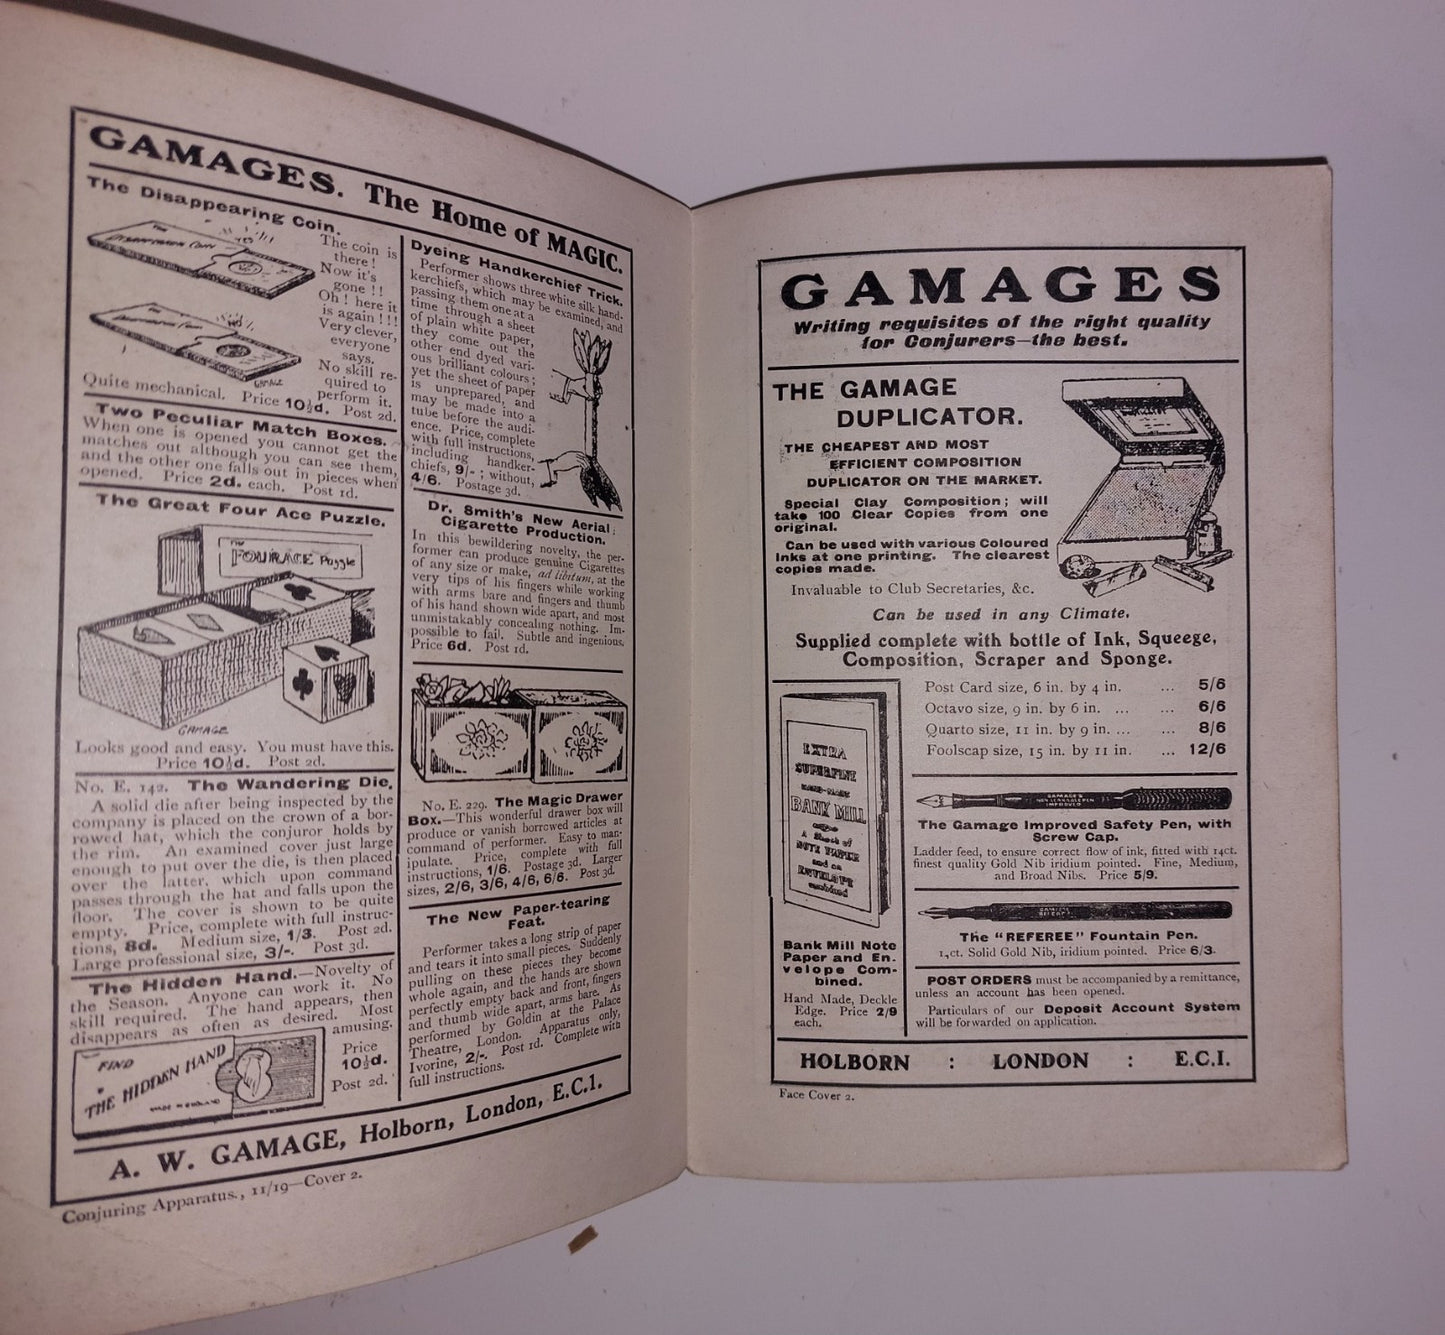 GAMAGES. The Home of MAGIC.
The Disappearing Coin.
THE
DISAPPEARING COIN
The coin is
there !
Now it's
gone ! !
Oh ! here it
is again ! ! !
Very clever,
everyone
says.
No skill re-
quired to
perform it.
Quite mechanical. Price 10½d. Post 2d.
GAMAGE
Two Peculiar Match Boxes.
When one is opened you cannot get the
matches out although you can see them,
and the other one falls out in pieces when
opened. Price 2d. each. Post 1d.
The Great Four Ace Puzzle.
THE
FOUR ACE Puzzle
GAMAGE
Looks good and easy. You must have this.
Price 10½d. Post 2d.
No. E. 142. The Wandering Die.
A solid die after being inspected by the
company is placed on the crown of a bor-
rowed hat, which the conjuror holds by
the rim. An examined cover just large
enough to put over the die, is then placed
over the latter, which upon command
passes through the hat and falls upon the
floor. The cover is shown to be quite
empty. Price, complete with full instruc-
tions, 8d. Medium size, 1/3. Post 2d.
Large professional size, 3/-. Post 3d.
The Hidden Hand.—Novelty of
the Season. Anyone can work it. No
skill required. The hand appears, then
disappears as often as desired. Most
amusing.
Price
10½d.
Post 2d.
FIND
THE HIDDEN HAND
MADE IN ENGLAND
Dyeing Handkerchief Trick.
Performer shows three white silk hand-
kerchiefs, which may be examined, and
passing them one at a
time through a sheet
of plain white paper,
they come out the
other end dyed vari-
ous brilliant colours ;
yet the sheet of paper
is unprepared, and
may be made into a
tube before the audi-
ence. Price, complete
with full instructions,
including handker-
chiefs, 9/- ; without,
4/6. Postage 3d.
Dr. Smith's New Aerial
Cigarette Production.
In this bewildering novelty, the per-
former can produce genuine Cigarettes
of any size or make, ad libitum, at the
very tips of his fingers while working
with arms bare and fingers and thumb
of his hand shown wide apart, and most
unmistakably concealing nothing. Im-
possible to fail. Subtle and ingenious.
Price 6d. Post 1d.
No. E. 229. The Magic Drawer
Box.—This wonderful drawer box will
produce or vanish borrowed articles at
command of performer. Easy to man-
ipulate. Price, complete with full
instructions, 1/6. Postage 3d. Larger
sizes, 2/6, 3/6, 4/6, 6/6. Post 3d.
The New Paper-tearing
Feat.
Performer takes a long strip of paper
and tears it into small pieces. Suddenly
pulling on these pieces they become
whole again, and the hands are shown
perfectly empty back and front, fingers
and thumb wide apart, arms bare. As
performed by Goldin at the Palace
Theatre, London. Apparatus only,
Ivorine, 2/-. Post 1d. Complete with
full instructions.
A. W. GAMAGE, Holborn, London, E.C.1.
Conjuring Apparatus., 11/19—Cover 2.
GAMAGES
Writing requisites of the right quality
for Conjurers—the best.
THE GAMAGE
DUPLICATOR.
THE CHEAPEST AND MOST
EFFICIENT COMPOSITION
DUPLICATOR ON THE MARKET.
Special Clay Composition ; will
take 100 Clear Copies from one
original.
Can be used with various Coloured
Inks at one printing. The clearest
copies made.
Invaluable to Club Secretaries, &c.
Can be used in any Climate.
Supplied complete with bottle of Ink, Squeege,
Composition, Scraper and Sponge.
Post Card size, 6 in. by 4 in. ... 5/6
Octavo size, 9 in. by 6 in. ... ... 6/6
Quarto size, 11 in. by 9 in. ... ... 8/6
Foolscap size, 15 in. by 11 in. ... 12/6
EXTRA
SUPERFINE
HAND-MADE
BANK MILL
A Sheet of
NOTE PAPER
and an
ENVELOPE
combined
Bank Mill Note
Paper and En-
velope Com-
bined.
Hand Made, Deckle
Edge. Price 2/9
each.
The Gamage Improved Safety Pen, with
Screw Cap.
Ladder feed, to ensure correct flow of ink, fitted with 14ct.
finest quality Gold Nib iridium pointed. Fine, Medium,
and Broad Nibs. Price 5/9.
The "REFEREE" Fountain Pen.
14ct. Solid Gold Nib, iridium pointed. Price 6/3.
POST ORDERS must be accompanied by a remittance,
unless an account has been opened.
Particulars of our Deposit Account System
will be forwarded on application.
HOLBORN : LONDON : E.C.1.
Face Cover 2.